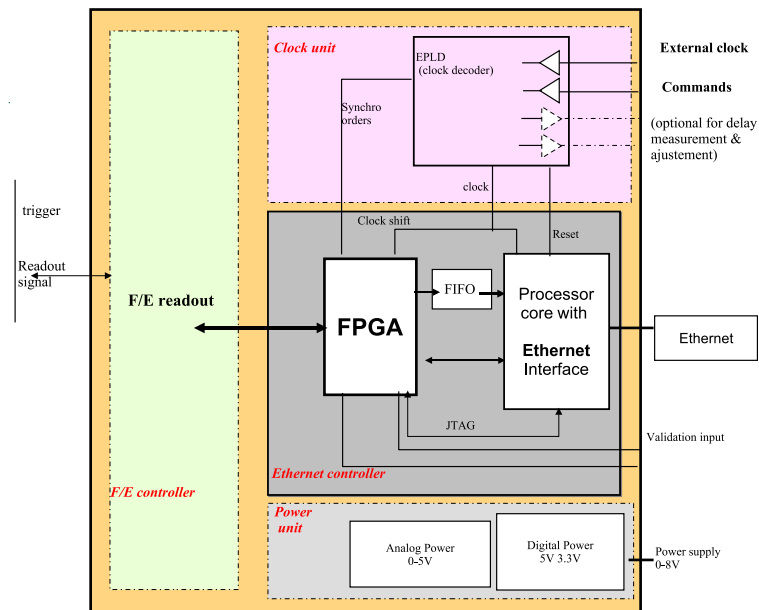 Clock unit
EPLD
(clock decoder)
External clock
Commands
(optional for delay
measurement &
ajustement)
Synchro
orders
clock
Clock shift
Reset
trigger
Readout
signal
F/E readout
FPGA
FIFO
Processor
core with
Ethernet
Interface
Ethernet
JTAG
Validation input
Ethernet controller
F/E controller
Power
unit
Analog Power
0-5V
Digital Power
5V 3.3V
Power supply
0-8V